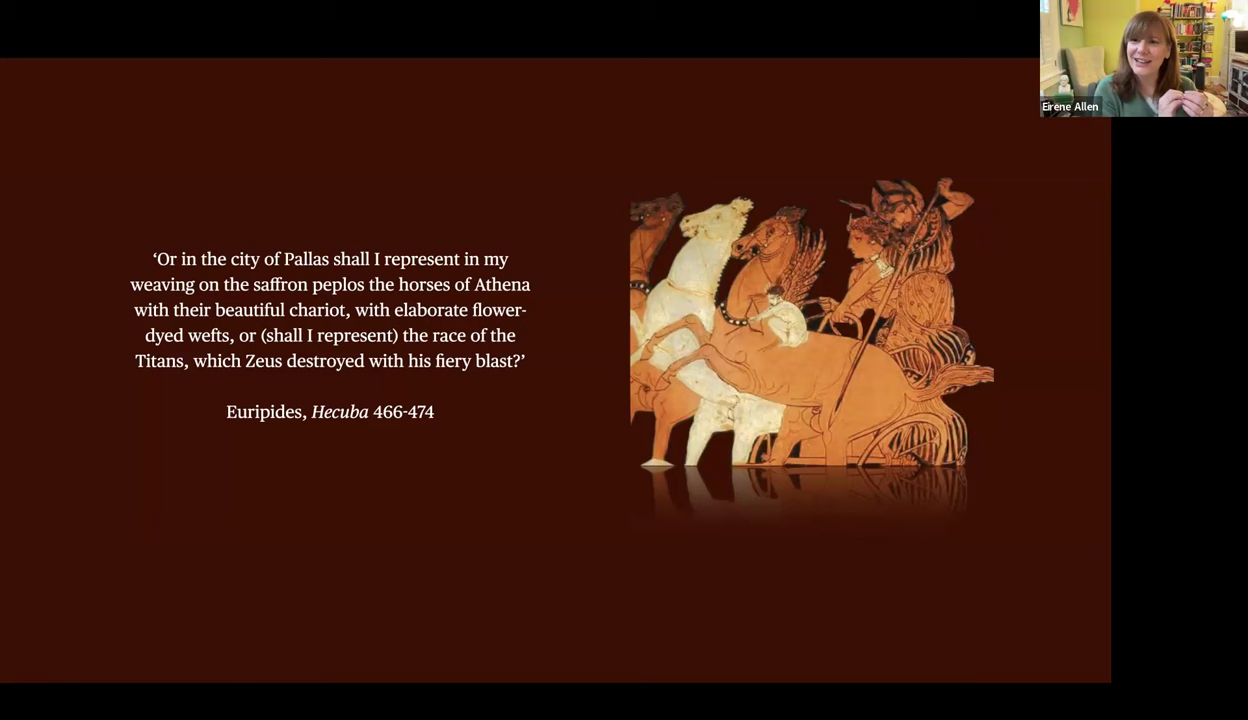 ‘Or in the city of Pallas shall I represent in my
weaving on the saffron peplos the horses of Athena
with their beautiful chariot, with elaborate flower-
dyed wefts, or (shall I represent) the race of the
Titans, which Zeus destroyed with his fiery blast?’
Euripides, Hecuba 466-474
Eirene Allen